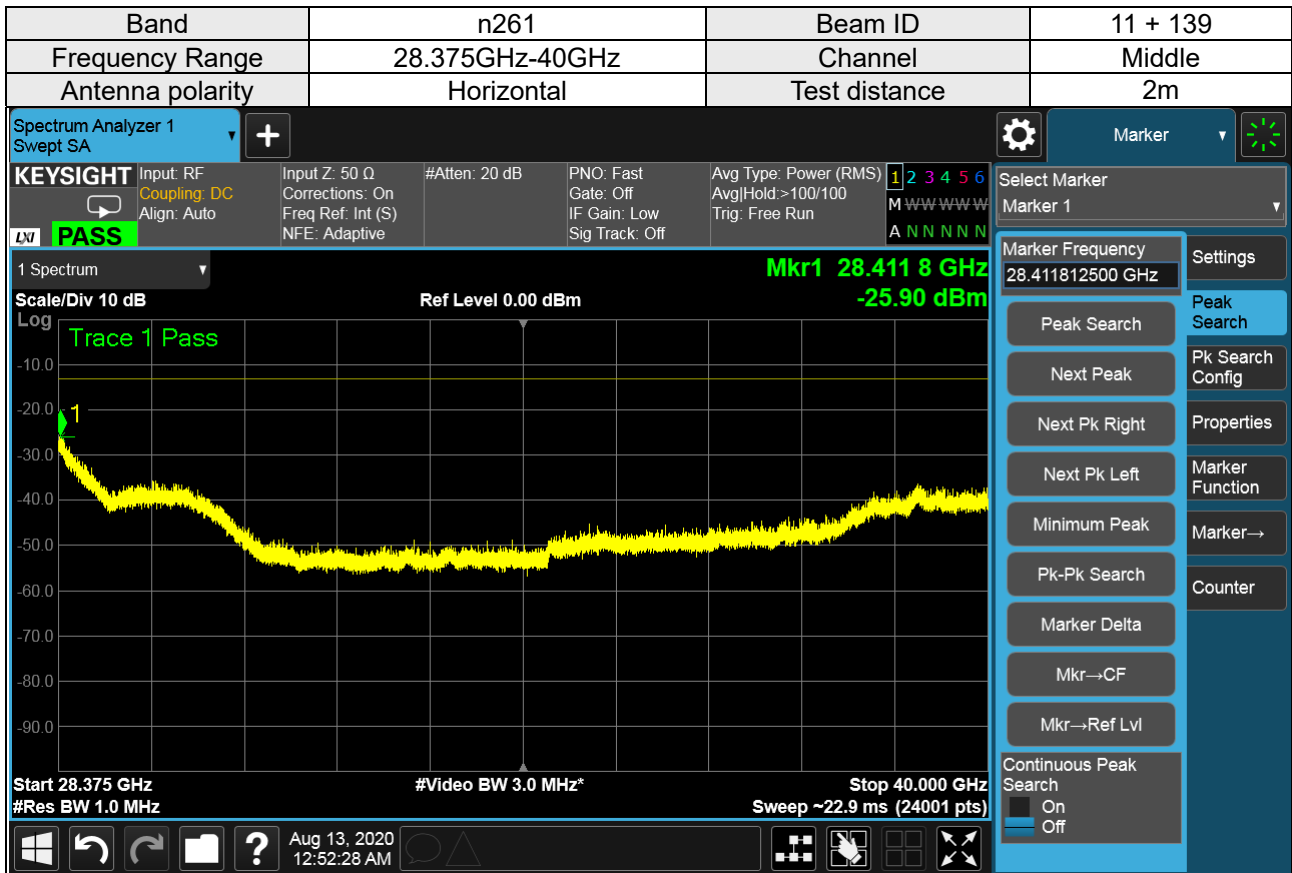 Band n261 Beam ID 11 + 139
Frequency Range 28.375GHz-40GHz Channel Middle
Antenna polarity Horizontal Test distance 2m
Spectrum Analyzer 1
Swept SA
+
Marker
KEYSIGHT
LXI PASS
Input: RF
Coupling: DC
Align: Auto
Input Z: 50 Ω
Corrections: On
Freq Ref: Int (S)
NFE: Adaptive
#Atten: 20 dB
PNO: Fast
Gate: Off
IF Gain: Low
Sig Track: Off
Avg Type: Power (RMS)
Avg|Hold:>100/100
Trig: Free Run
1 2 3 4 5 6
M W W W W W
A N N N N N
Select Marker
Marker 1
1 Spectrum
Mkr1 28.411 8 GHz
-25.90 dBm
Scale/Div 10 dB
Ref Level 0.00 dBm
Log
Trace 1 Pass
1
-10.0
-20.0
-30.0
-40.0
-50.0
-60.0
-70.0
-80.0
-90.0
Start 28.375 GHz #Video BW 3.0 MHz* Stop 40.000 GHz
#Res BW 1.0 MHz Sweep ~22.9 ms (24001 pts)
Marker Frequency
28.411812500 GHz
Peak Search
Next Peak
Next Pk Right
Next Pk Left
Minimum Peak
Pk-Pk Search
Marker Delta
Mkr→CF
Mkr→Ref Lvl
Continuous Peak
Search
On
Off
Settings
Peak
Search
Pk Search
Config
Properties
Marker
Function
Marker→
Counter
?
Aug 13, 2020
12:52:28 AM